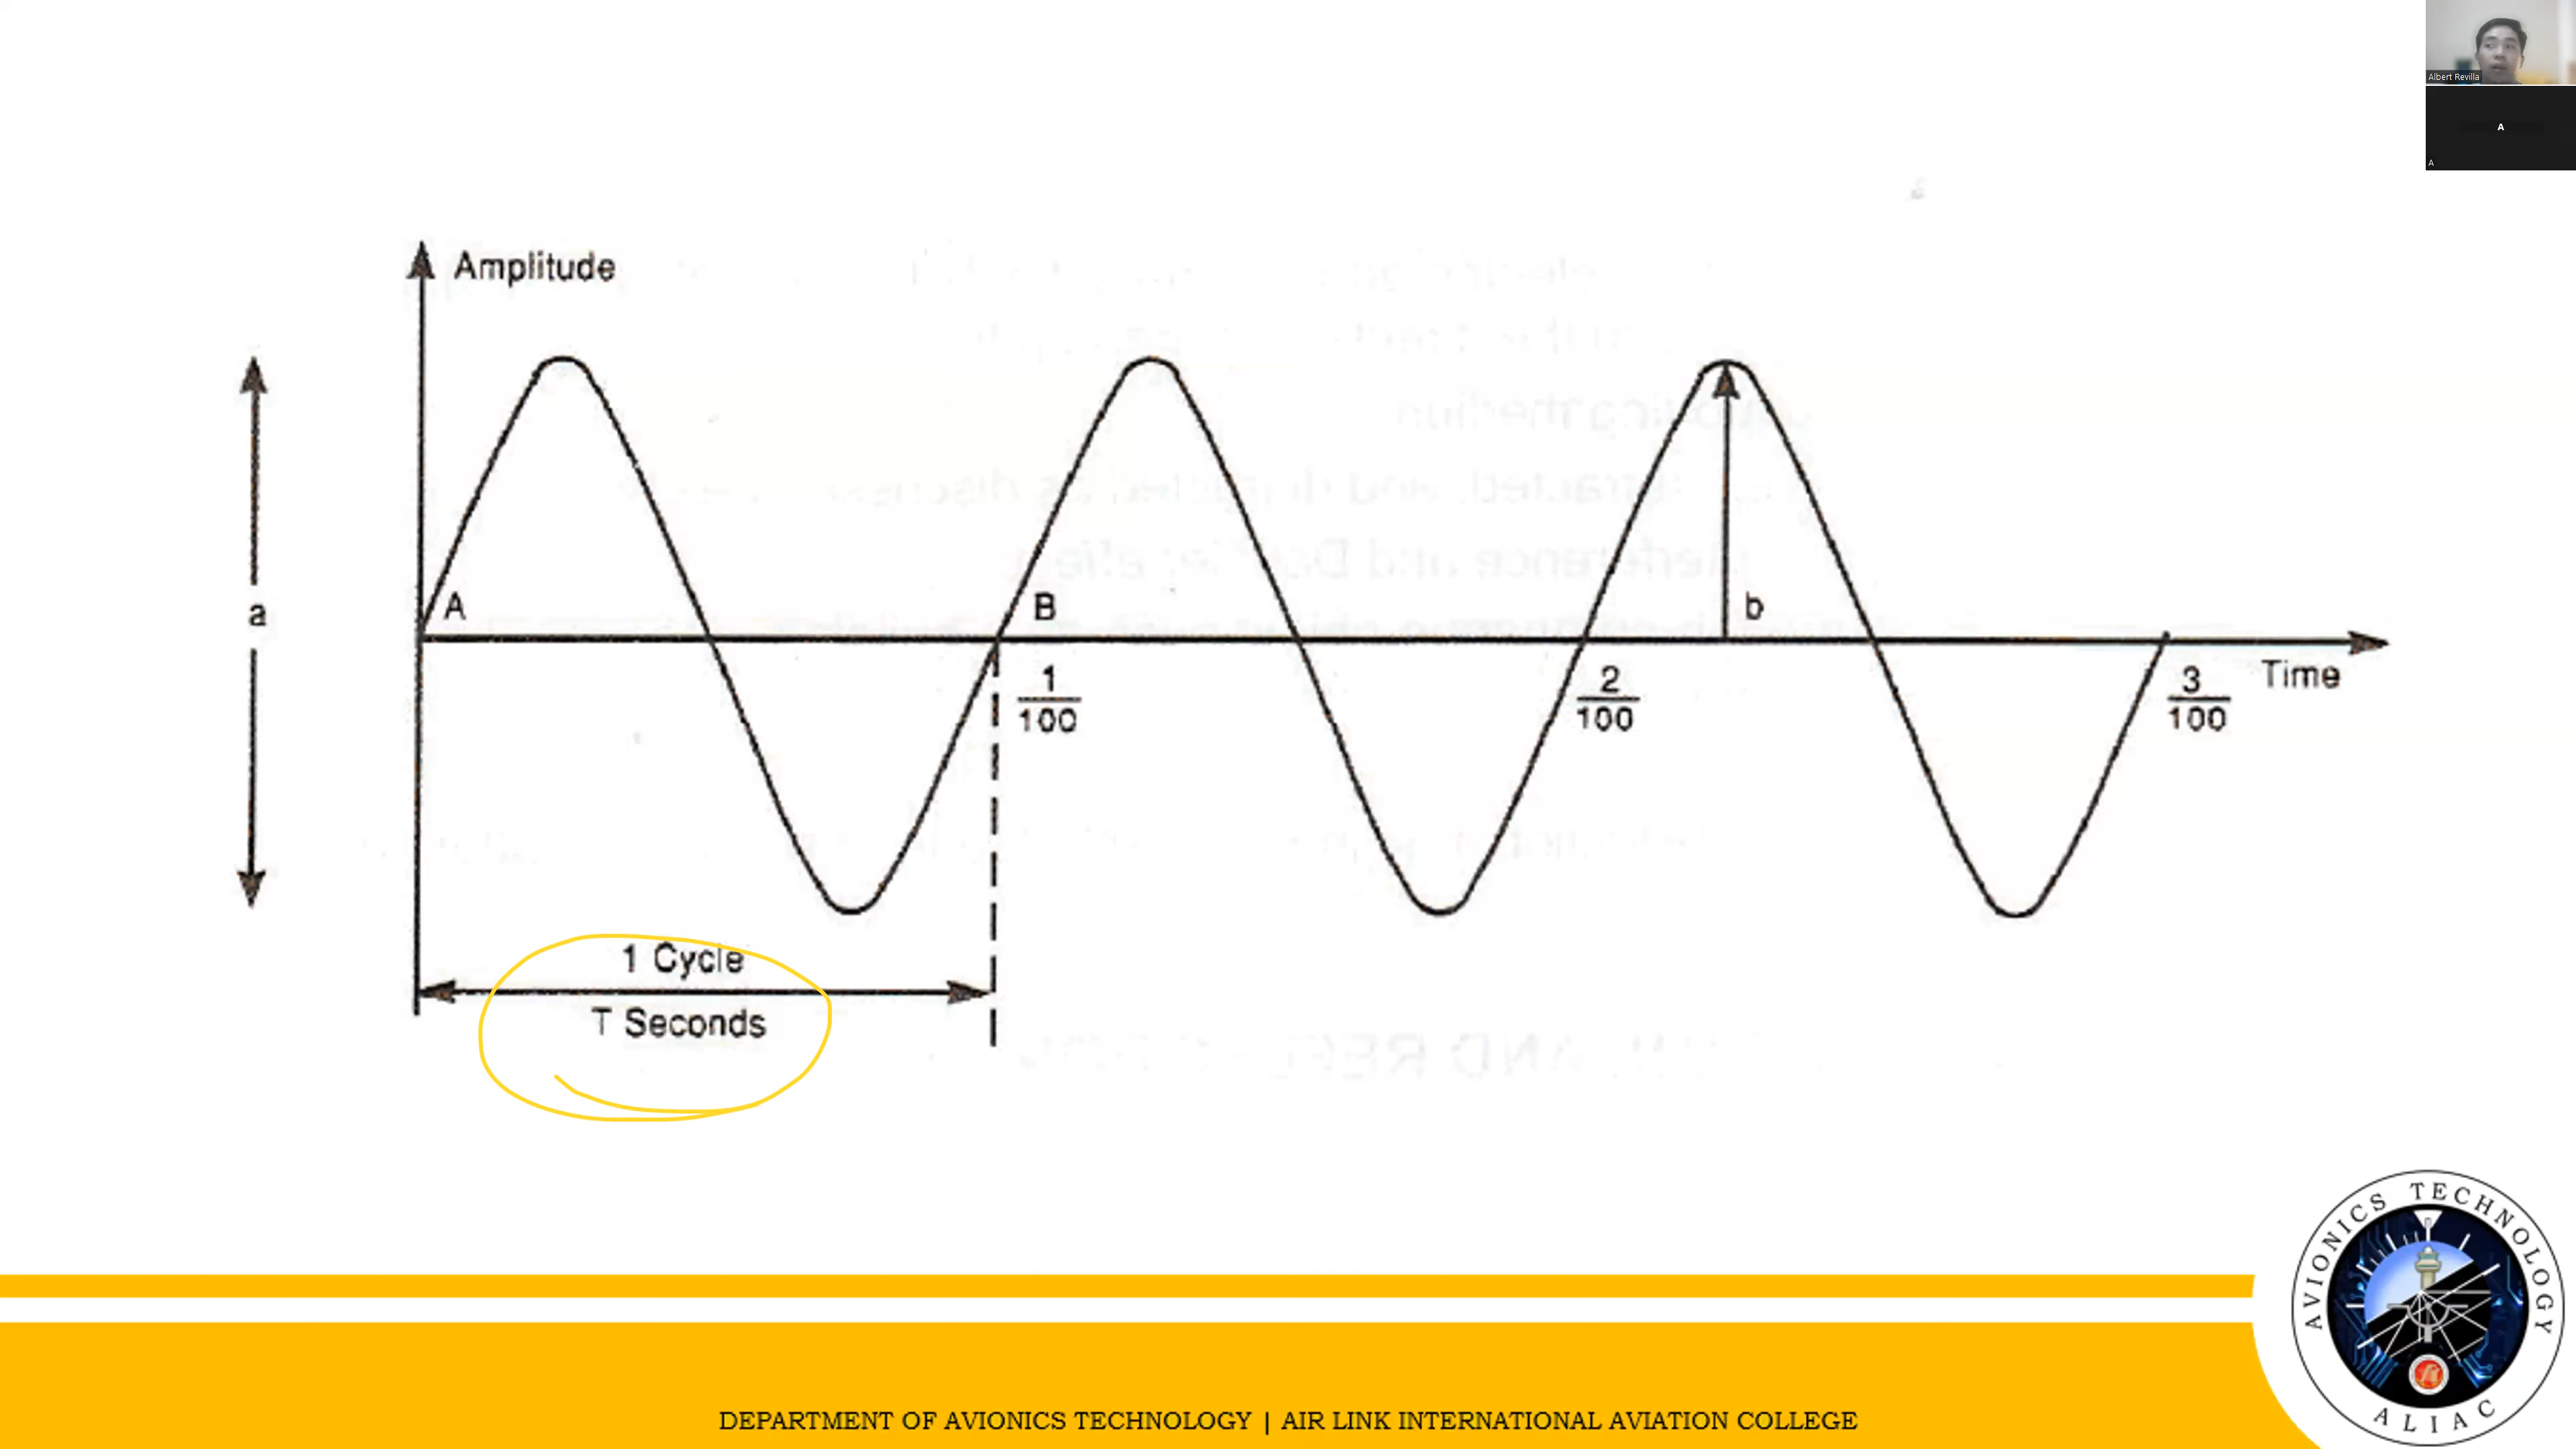 Albert Revilla
A
A
Amplitude
a
A
B
b
1
100
2
100
3
100
Time
1 Cycle
T Seconds
AVIONICS TECHNOLOGY
ALIAC
DEPARTMENT OF AVIONICS TECHNOLOGY | AIR LINK INTERNATIONAL AVIATION COLLEGE